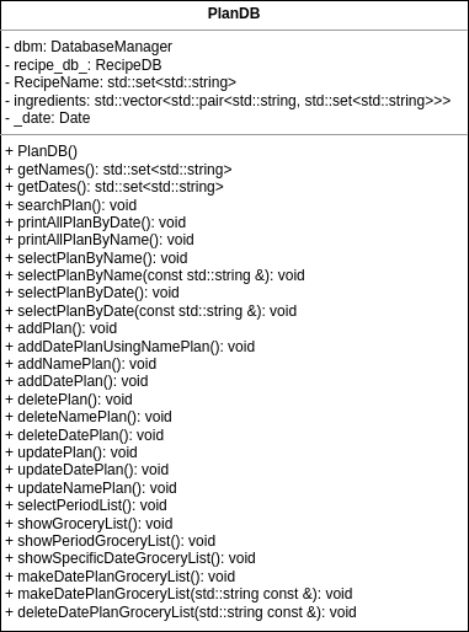 PlanDB
- dbm: DatabaseManager
- recipe_db_: RecipeDB
- RecipeName: std::set<std::string>
- ingredients: std::vector<std::pair<std::string, std::set<std::string>>>
- _date: Date
+ PlanDB()
+ getNames(): std::set<std::string>
+ getDates(): std::set<std::string>
+ searchPlan(): void
+ printAllPlanByDate(): void
+ printAllPlanByName(): void
+ selectPlanByName(): void
+ selectPlanByName(const std::string &): void
+ selectPlanByDate(): void
+ selectPlanByDate(const std::string &): void
+ addPlan(): void
+ addDatePlanUsingNamePlan(): void
+ addNamePlan(): void
+ addDatePlan(): void
+ deletePlan(): void
+ deleteNamePlan(): void
+ deleteDatePlan(): void
+ updatePlan(): void
+ updateDatePlan(): void
+ updateNamePlan(): void
+ selectPeriodList(): void
+ showGroceryList(): void
+ showPeriodGroceryList(): void
+ showSpecificDateGroceryList(): void
+ makeDatePlanGroceryList(): void
+ makeDatePlanGroceryList(std::string const &): void
+ deleteDatePlanGroceryList(std::string const &): void